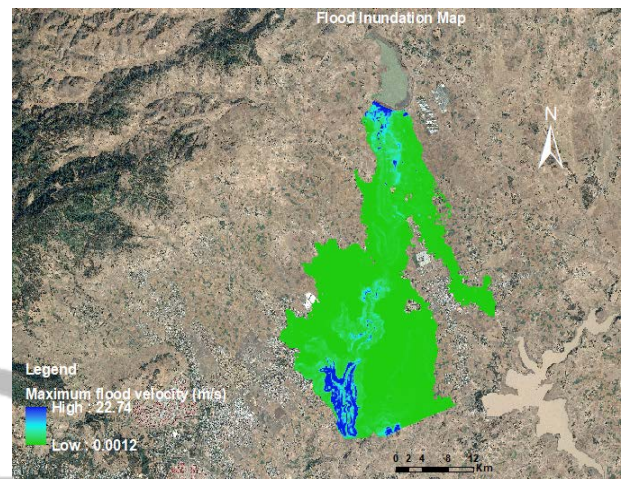 Flood Inundation Map
N
Legend
Maximum flood velocity (m/s)
High : 22.74
Low : 0.0012
0 2 4 8 12
Km